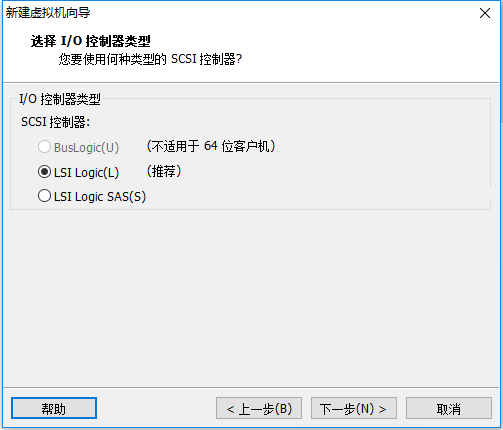 新建虚拟机向导
选择 I/O 控制器类型
您要使用何种类型的 SCSI 控制器?
I/O 控制器类型
SCSI 控制器:
BusLogic(U) (不适用于 64 位客户机)
LSI Logic(L) (推荐)
LSI Logic SAS(S)
帮助 < 上一步(B) 下一步(N) > 取消